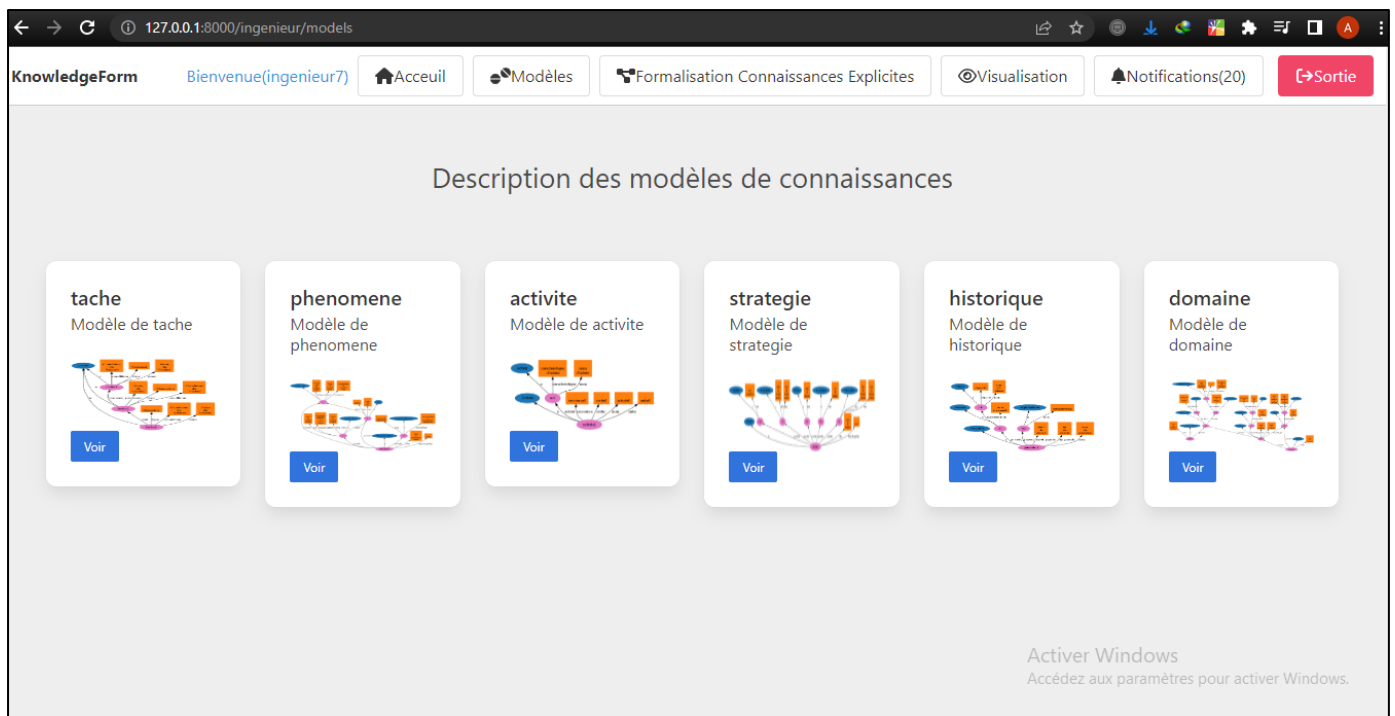 127.0.0.1:8000/ingenieur/models
A
KnowledgeForm Bienvenue(ingenieur7) Acceuil Modèles Formalisation Connaissances Explicites Visualisation Notifications(20) Sortie
Description des modèles de connaissances
tache
Modèle de tache
Voir
phenomene
Modèle de
phenomene
Voir
activite
Modèle de activite
Voir
strategie
Modèle de
strategie
Voir
historique
Modèle de
historique
Voir
domaine
Modèle de
domaine
Voir
Activer Windows
Accédez aux paramètres pour activer Windows.